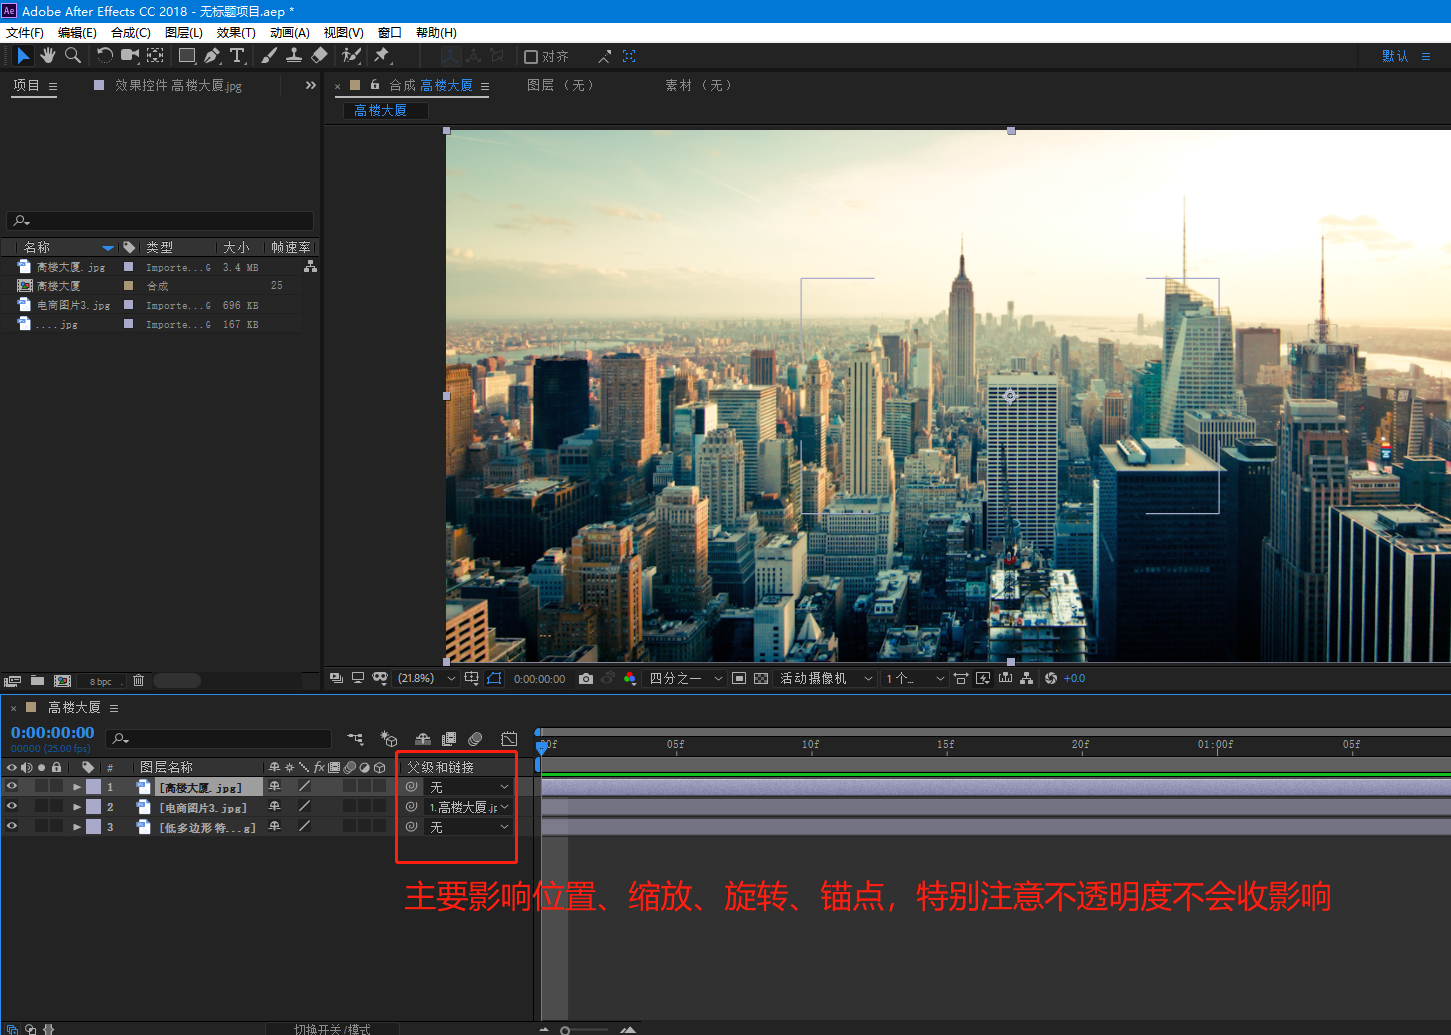 Ae Adobe After Effects CC 2018 - 无标题项目.aep *
文件(F) 编辑(E) 合成(C) 图层(L) 效果(T) 动画(A) 视图(V) 窗口 帮助(H)
对齐 默认
项目 效果控件 高楼大厦.jpg 合成 高楼大厦 图层 （无） 素材 （无）
高楼大厦
名称 类型 大小 帧速率
高楼大厦.jpg Importe...G 3.4 MB
高楼大厦 合成 25
电商图片3.jpg Importe...G 696 KB
....jpg Importe...G 167 KB
8 bpc (21.8%) 0:00:00:00 四分之一 活动摄像机 1个... +0.0
高楼大厦
0:00:00:00
00000 (25.00 fps)
00f 05f 10f 15f 20f 01:00f 05f
# 图层名称 fx 父级和链接
1 [高楼大厦.jpg] 无
2 [电商图片3.jpg] 1.高楼大厦.jp
3 [低多边形 特...g] 无
主要影响位置、缩放、旋转、锚点，特别注意不透明度不会收影响
切换开关/模式